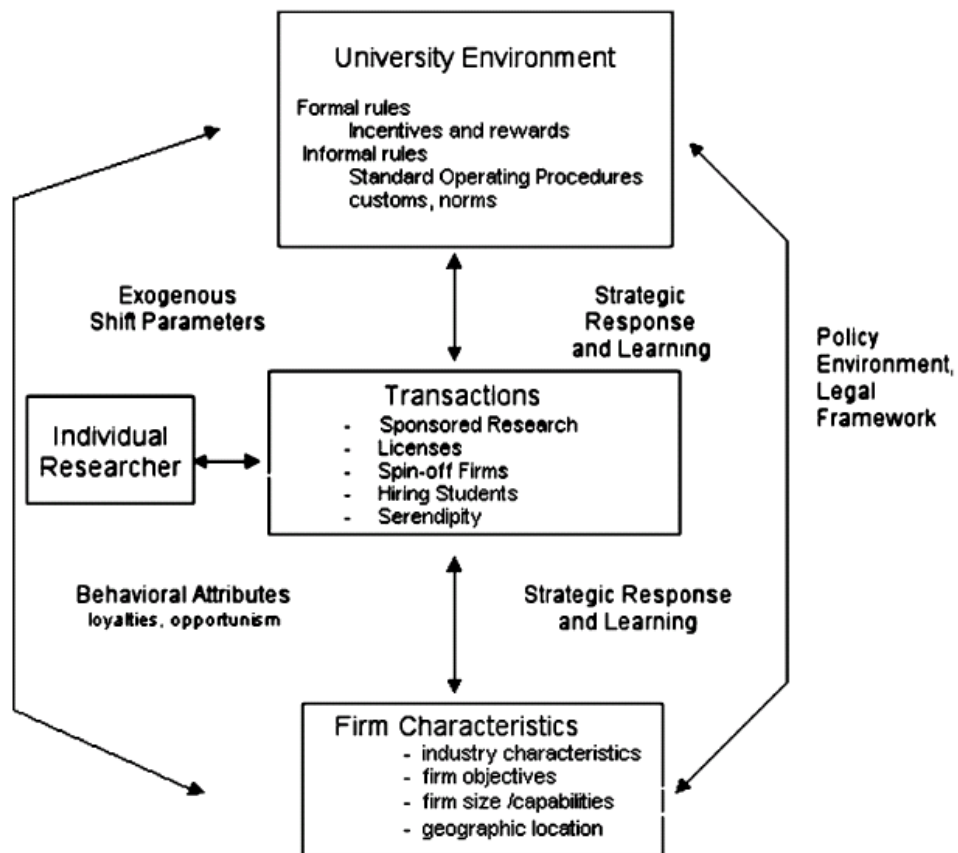 University Environment
Formal rules
Incentives and rewards
Informal rules
Standard Operating Procedures
customs, norms
Exogenous
Shift Parameters
Strategic
Response
and Learning
Policy
Environment,
Legal
Framework
Transactions
- Sponsored Research
- Licenses
- Spin-off Firms
- Hiring Students
- Serendipity
Individual
Researcher
Behavioral Attributes
loyalties, opportunism
Strategic Response
and Learning
Firm Characteristics
- industry characteristics
- firm objectives
- firm size /capabilities
- geographic location